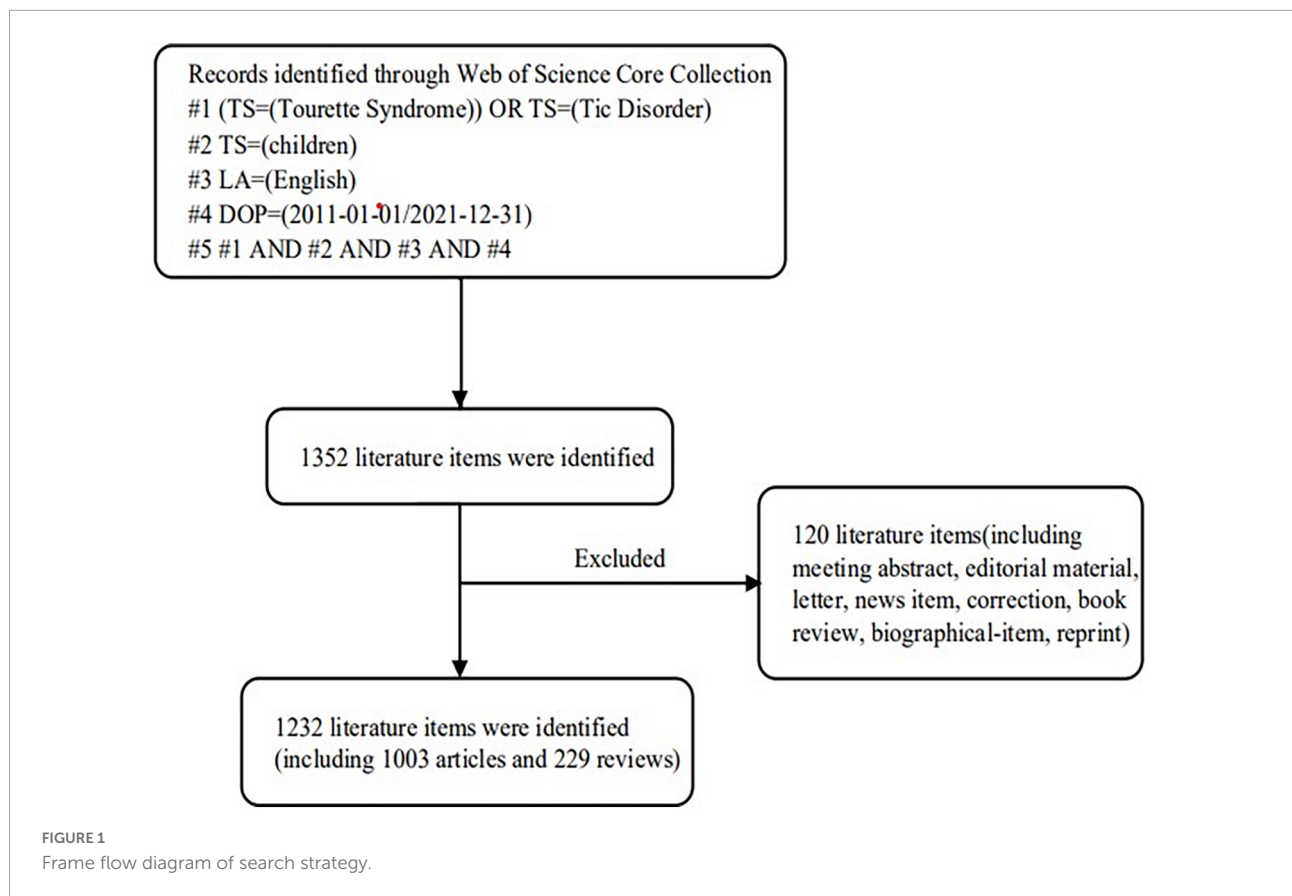 Records identified through Web of Science Core Collection
#1 (TS=(Tourette Syndrome)) OR TS=(Tic Disorder)
#2 TS=(children)
#3 LA=(English)
#4 DOP=(2011-01-01/2021-12-31)
#5 #1 AND #2 AND #3 AND #4
1352 literature items were identified
Excluded
120 literature items(including
meeting abstract, editorial material,
letter, news item, correction, book
review, biographical-item, reprint)
1232 literature items were identified
(including 1003 articles and 229 reviews)
FIGURE 1
Frame flow diagram of search strategy.